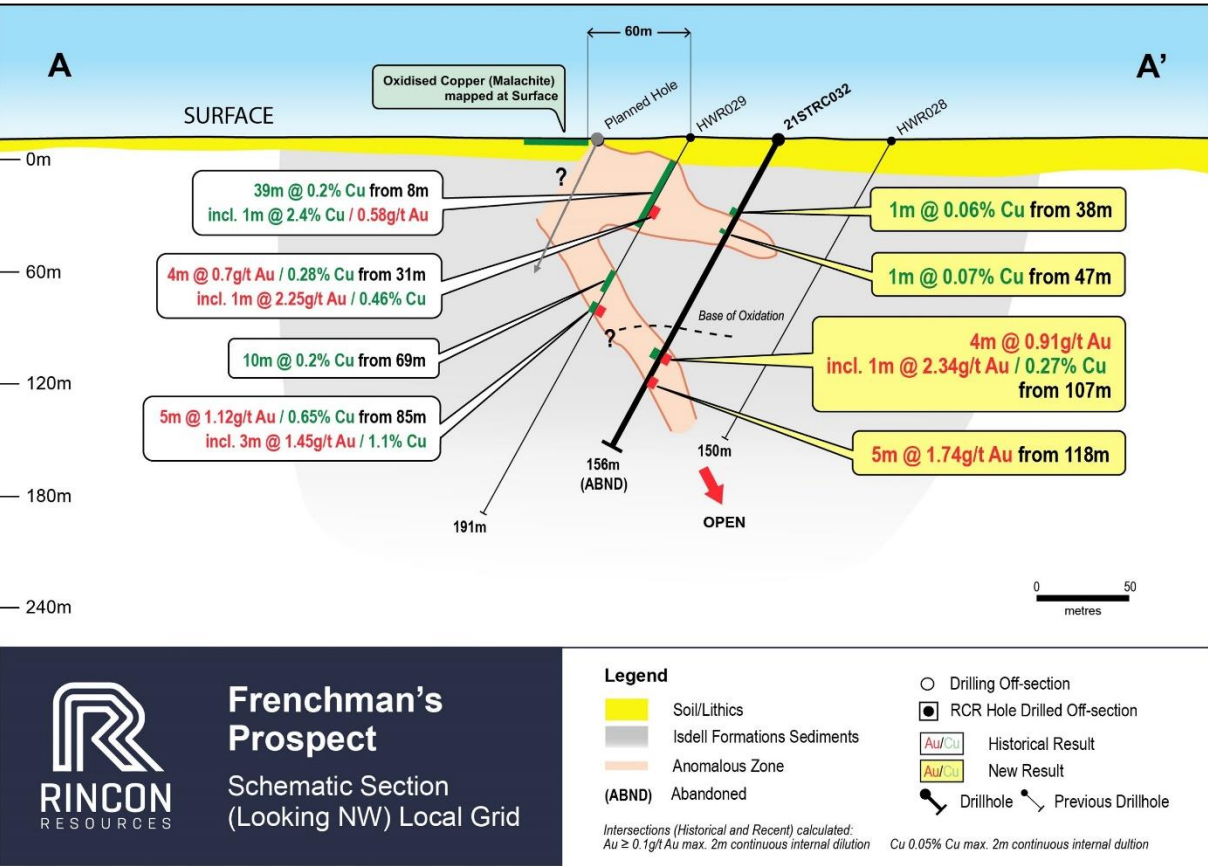 60m
A
A'
Oxidised Copper (Malachite)
mapped at Surface
Planned Hole
HWR029
21STRC032
HWR028
SURFACE
0m
60m
120m
180m
240m
?
39m @ 0.2% Cu from 8m
incl. 1m @ 2.4% Cu / 0.58g/t Au
4m @ 0.7g/t Au / 0.28% Cu from 31m
incl. 1m @ 2.25g/t Au / 0.46% Cu
10m @ 0.2% Cu from 69m
5m @ 1.12g/t Au / 0.65% Cu from 85m
incl. 3m @ 1.45g/t Au / 1.1% Cu
1m @ 0.06% Cu from 38m
1m @ 0.07% Cu from 47m
Base of Oxidation
?
4m @ 0.91g/t Au
incl. 1m @ 2.34g/t Au / 0.27% Cu
from 107m
5m @ 1.74g/t Au from 118m
150m
156m
(ABND)
191m
OPEN
0 50
metres
RINCON
RESOURCES
Frenchman's
Prospect
Schematic Section
(Looking NW) Local Grid
Legend
Soil/Lithics
Isdell Formations Sediments
Anomalous Zone
(ABND) Abandoned
Drilling Off-section
RCR Hole Drilled Off-section
Au/Cu Historical Result
Au/Cu New Result
Drillhole Previous Drillhole
Intersections (Historical and Recent) calculated:
Au ≥ 0.1g/t Au max. 2m continuous internal dilution Cu 0.05% Cu max. 2m continuous internal dultion